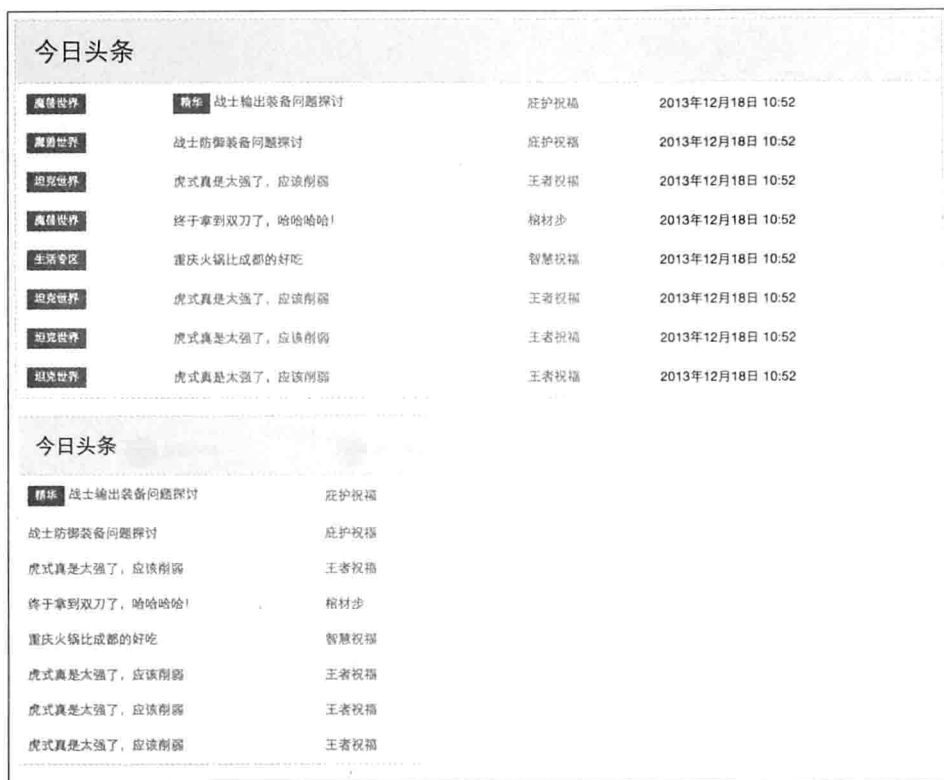 今日头条
魔兽世界 精华 战士输出装备问题探讨 庇护祝福 2013年12月18日 10:52
魔兽世界 战士防御装备问题探讨 庇护祝福 2013年12月18日 10:52
坦克世界 虎式真是太强了，应该削弱 王者祝福 2013年12月18日 10:52
魔兽世界 终于拿到双刀了，哈哈哈哈！ 棺材步 2013年12月18日 10:52
生活专区 重庆火锅比成都的好吃 智慧祝福 2013年12月18日 10:52
坦克世界 虎式真是太强了，应该削弱 王者祝福 2013年12月18日 10:52
坦克世界 虎式真是太强了，应该削弱 王者祝福 2013年12月18日 10:52
坦克世界 虎式真是太强了，应该削弱 王者祝福 2013年12月18日 10:52
今日头条
精华 战士输出装备问题探讨 庇护祝福
战士防御装备问题探讨 庇护祝福
虎式真是太强了，应该削弱 王者祝福
终于拿到双刀了，哈哈哈哈！ 棺材步
重庆火锅比成都的好吃 智慧祝福
虎式真是太强了，应该削弱 王者祝福
虎式真是太强了，应该削弱 王者祝福
虎式真是太强了，应该削弱 王者祝福